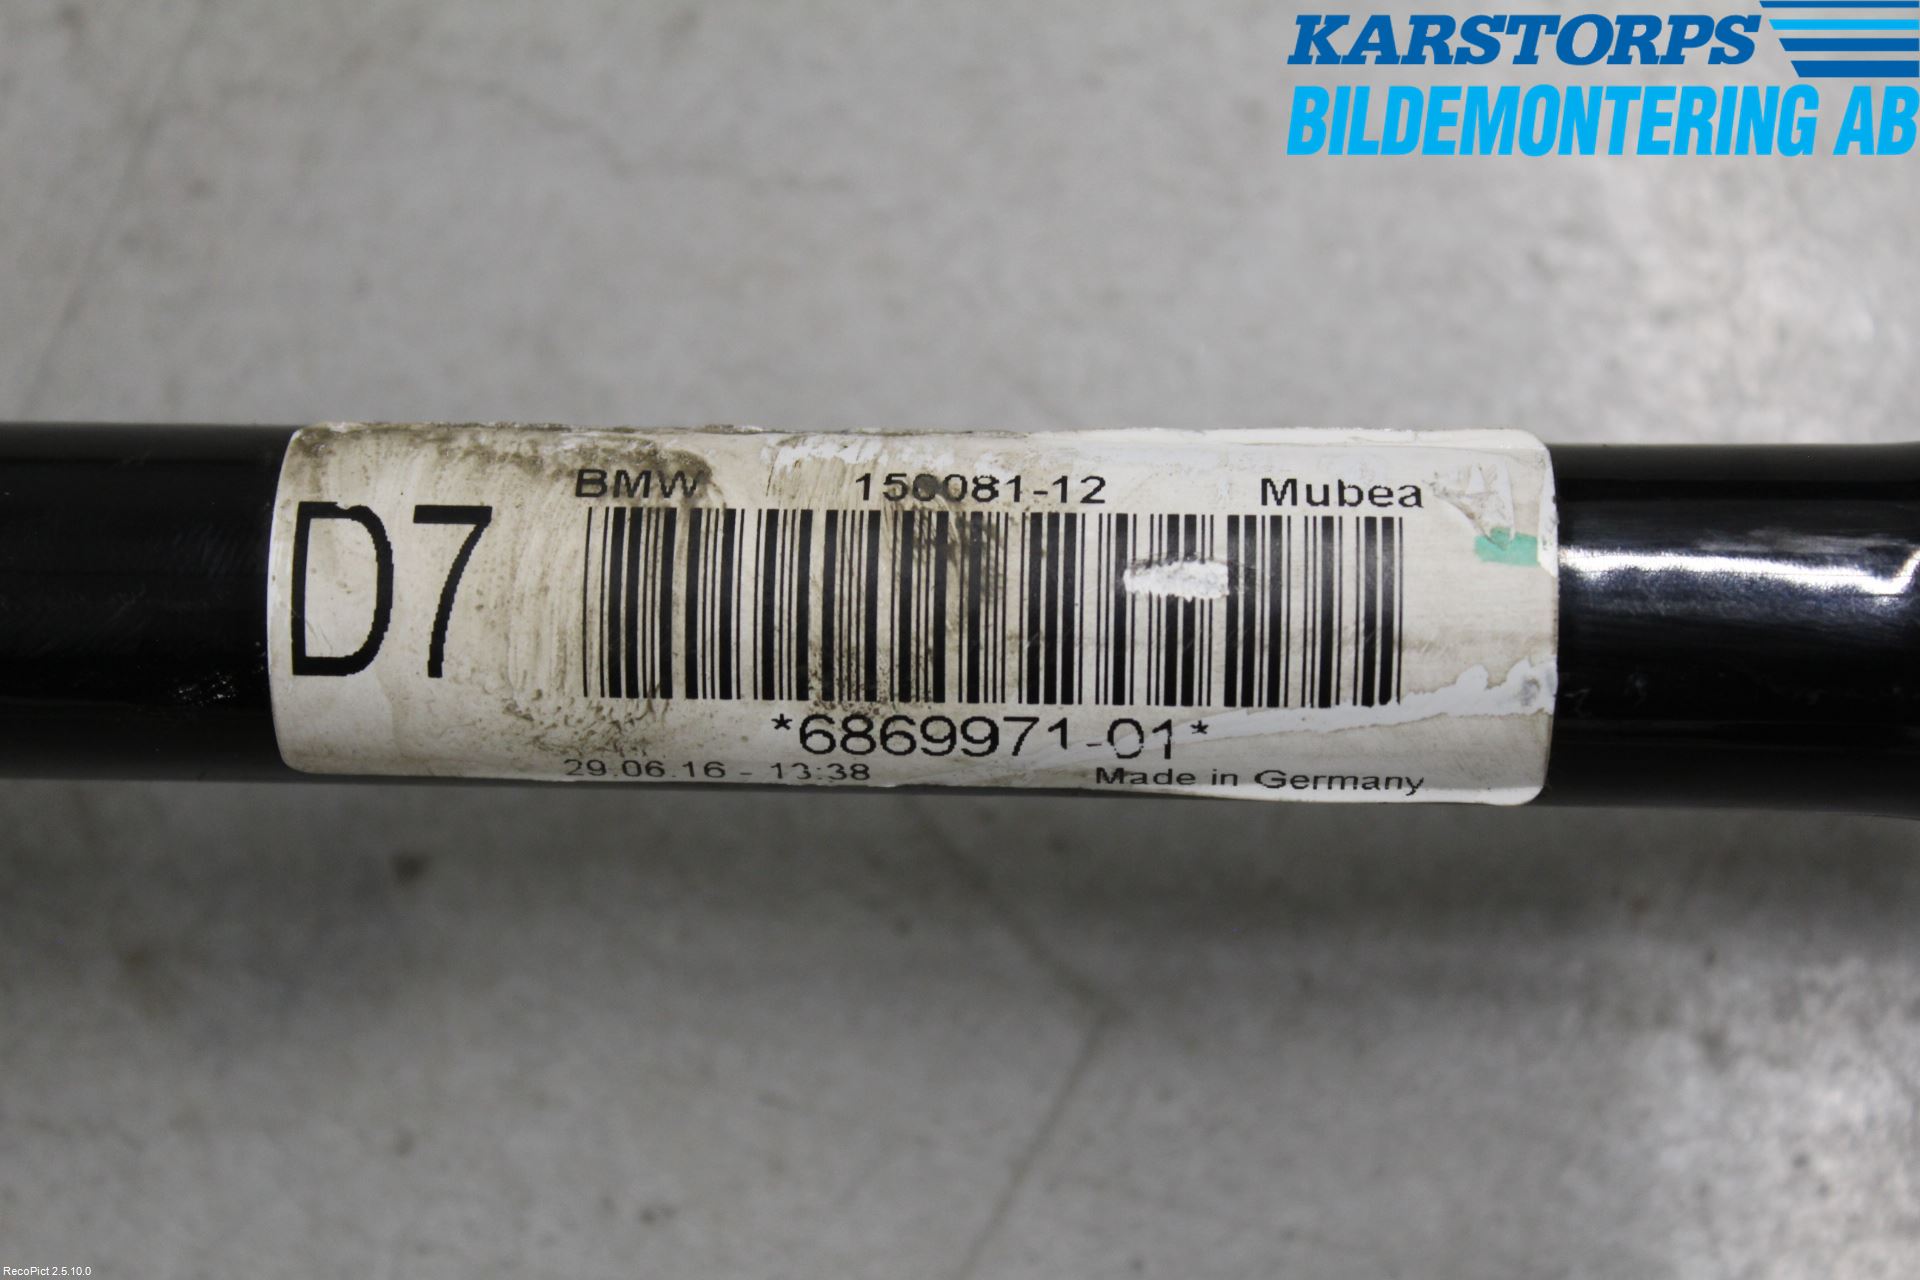 KARSTORPS
BILDEMONTERING AB
D7
BMW Mubea
*6869971-01*
29.06.16 - 13:38 Made in Germany
RecoPict 2.5.10.0